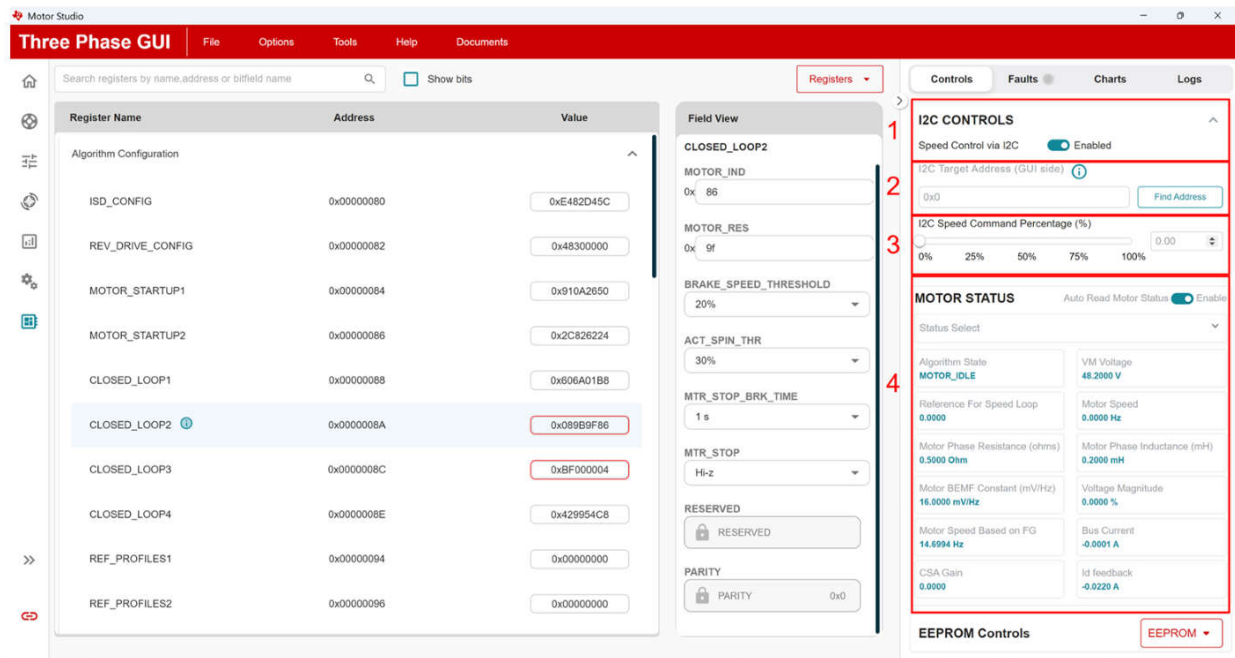 Motor Studio
Three Phase GUI File Options Tools Help Documents
Search registers by name,address or bitfield name Show bits Registers
Register Name Address Value
Algorithm Configuration
ISD_CONFIG 0x00000080 0xE482D45C
REV_DRIVE_CONFIG 0x00000082 0x48300000
MOTOR_STARTUP1 0x00000084 0x910A2650
MOTOR_STARTUP2 0x00000086 0x2C826224
CLOSED_LOOP1 0x00000088 0x606A01B8
CLOSED_LOOP2 0x0000008A 0x089B9F86
CLOSED_LOOP3 0x0000008C 0xBF000004
CLOSED_LOOP4 0x0000008E 0x429954C8
REF_PROFILES1 0x00000094 0x00000000
REF_PROFILES2 0x00000096 0x00000000
Field View
CLOSED_LOOP2
MOTOR_IND
0x 86
MOTOR_RES
0x 9f
BRAKE_SPEED_THRESHOLD
20%
ACT_SPIN_THR
30%
MTR_STOP_BRK_TIME
1 s
MTR_STOP
Hi-z
RESERVED
RESERVED
PARITY
PARITY 0x0
Controls Faults Charts Logs
1
I2C CONTROLS
Speed Control via I2C Enabled
2
I2C Target Address (GUI side)
0x0 Find Address
3
I2C Speed Command Percentage (%)
0.00
0% 25% 50% 75% 100%
4
MOTOR STATUS Auto Read Motor Status Enable
Status Select
Algorithm State VM Voltage
MOTOR_IDLE 48.2000 V
Reference For Speed Loop Motor Speed
0.0000 0.0000 Hz
Motor Phase Resistance (ohms) Motor Phase Inductance (mH)
0.5000 Ohm 0.2000 mH
Motor BEMF Constant (mV/Hz) Voltage Magnitude
16.0000 mV/Hz 0.0000 %
Motor Speed Based on FG Bus Current
14.6994 Hz -0.0001 A
CSA Gain Id feedback
0.0000 -0.0220 A
EEPROM Controls EEPROM